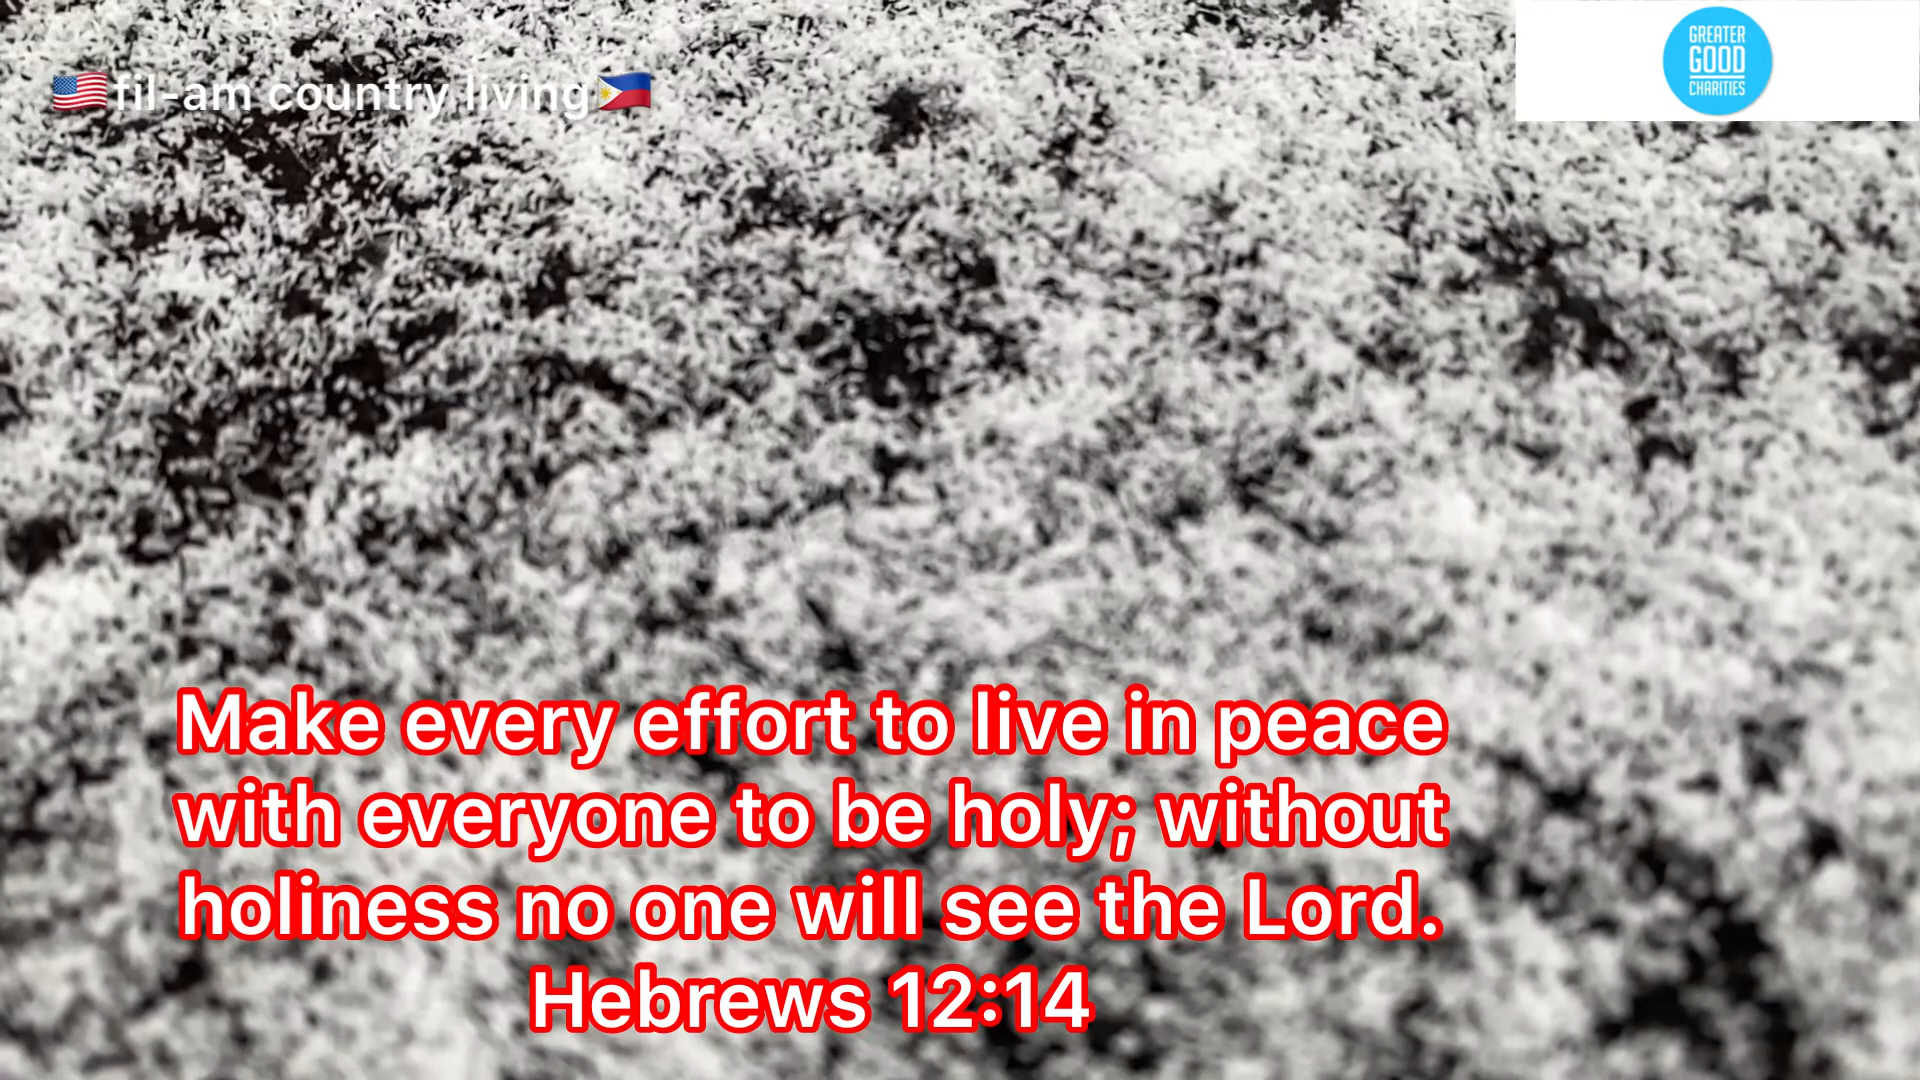 🇺🇸fil-am country living🇵🇭
GREATER
GOOD
CHARITIES
Make every effort to live in peace
with everyone to be holy; without
holiness no one will see the Lord.
Hebrews 12:14